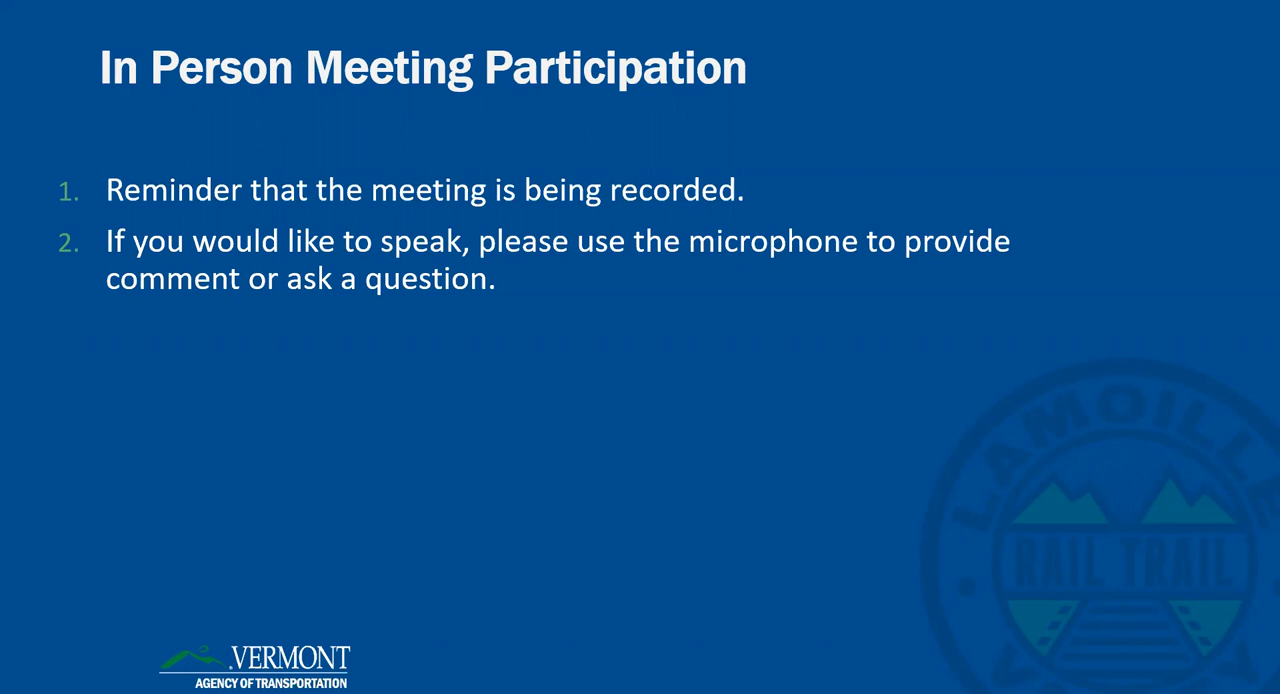 In Person Meeting Participation
1. Reminder that the meeting is being recorded.
2. If you would like to speak, please use the microphone to provide
comment or ask a question.
LAMOILLE
RAIL TRAIL
VERMONT
AGENCY OF TRANSPORTATION